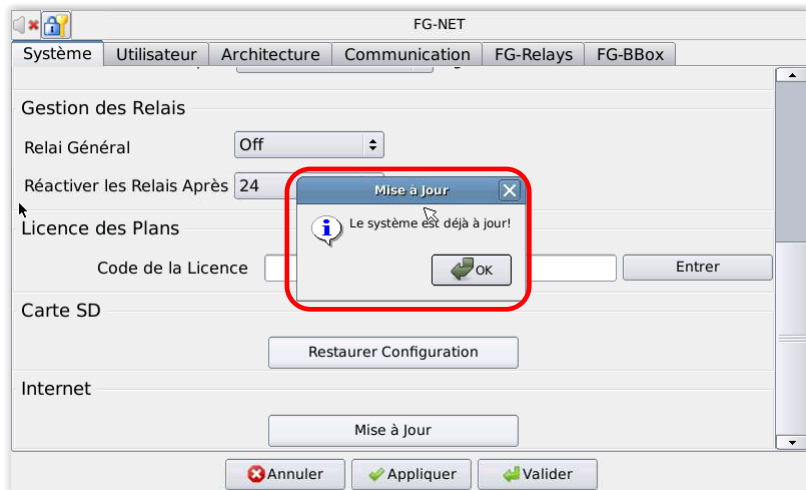 FG-NET
Système Utilisateur Architecture Communication FG-Relays FG-BBox
Gestion des Relais
Relai Général Off
Réactiver les Relais Après 24
Mise à Jour
Le système est déjà à jour!
OK
Licence des Plans
Code de la Licence Entrer
Carte SD
Restaurer Configuration
Internet
Mise à Jour
Annuler Appliquer Valider